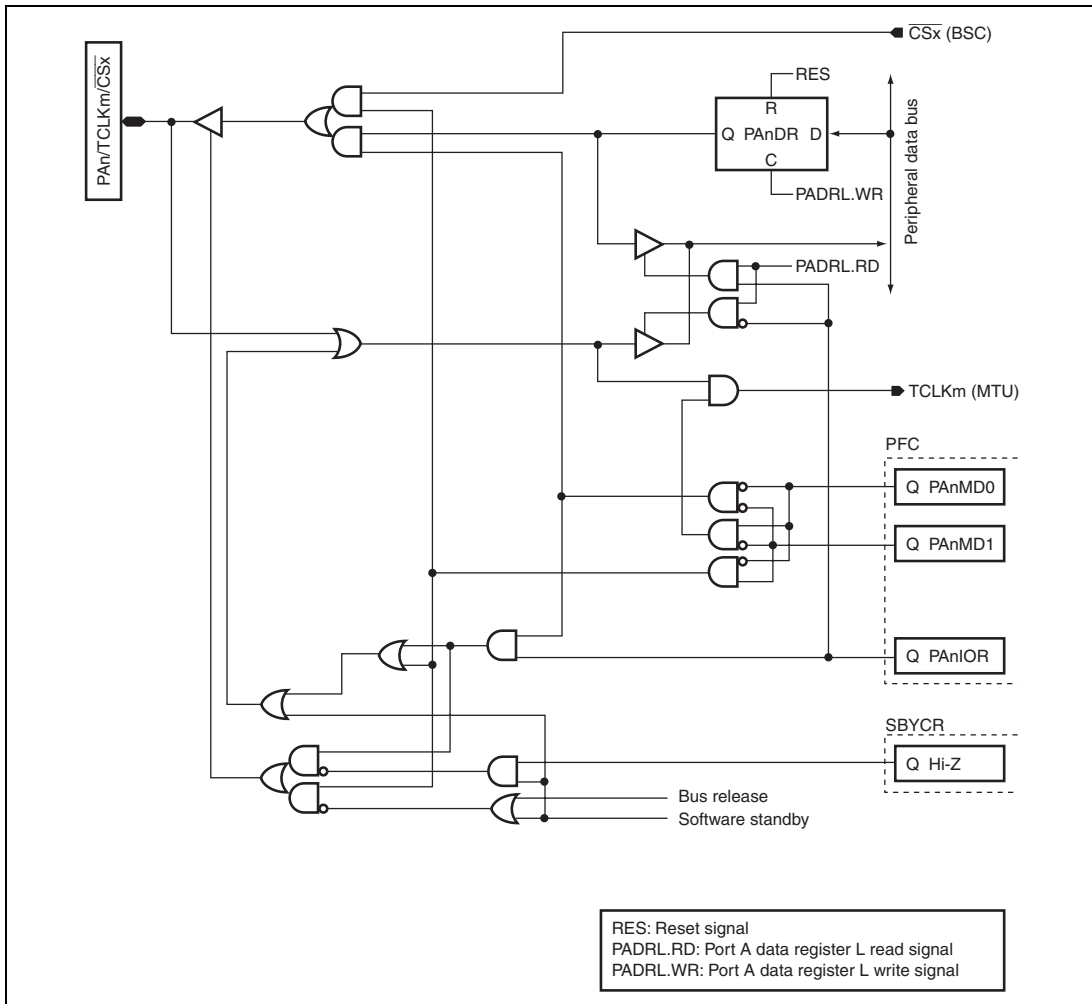 PAn/TCLKm/C̅S̅x̅
C̅S̅x̅ (BSC)
RES
R
Q PAnDR D
C
PADRL.WR
Peripheral data bus
PADRL.RD
TCLKm (MTU)
PFC
Q PAnMD0
Q PAnMD1
Q PAnIOR
SBYCR
Q Hi-Z
Bus release
Software standby
RES: Reset signal
PADRL.RD: Port A data register L read signal
PADRL.WR: Port A data register L write signal